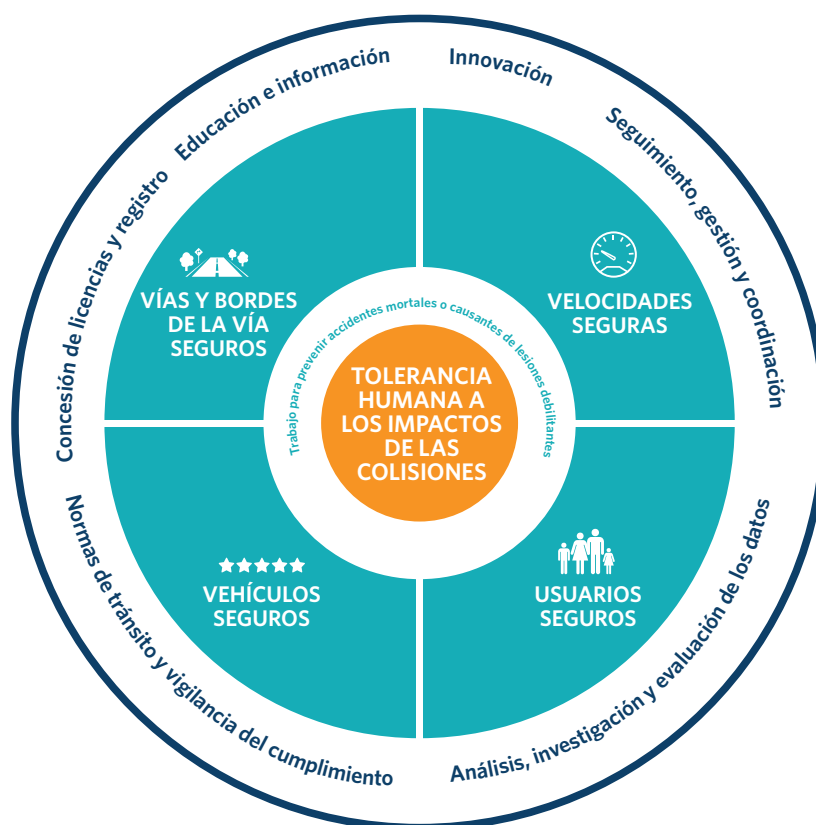 Educación e información
Innovación
Seguimiento, gestión y coordinación
Concesión de licencias y registro
VÍAS Y BORDES
DE LA VÍA
SEGUROS
VELOCIDADES
SEGURAS
Trabajo para prevenir accidentes mortales o causantes de lesiones debilitantes
TOLERANCIA
HUMANA A
LOS IMPACTOS
DE LAS
COLISIONES
VEHÍCULOS
SEGUROS
USUARIOS
SEGUROS
Normas de tránsito y vigilancia del cumplimiento
Análisis, investigación y evaluación de los datos